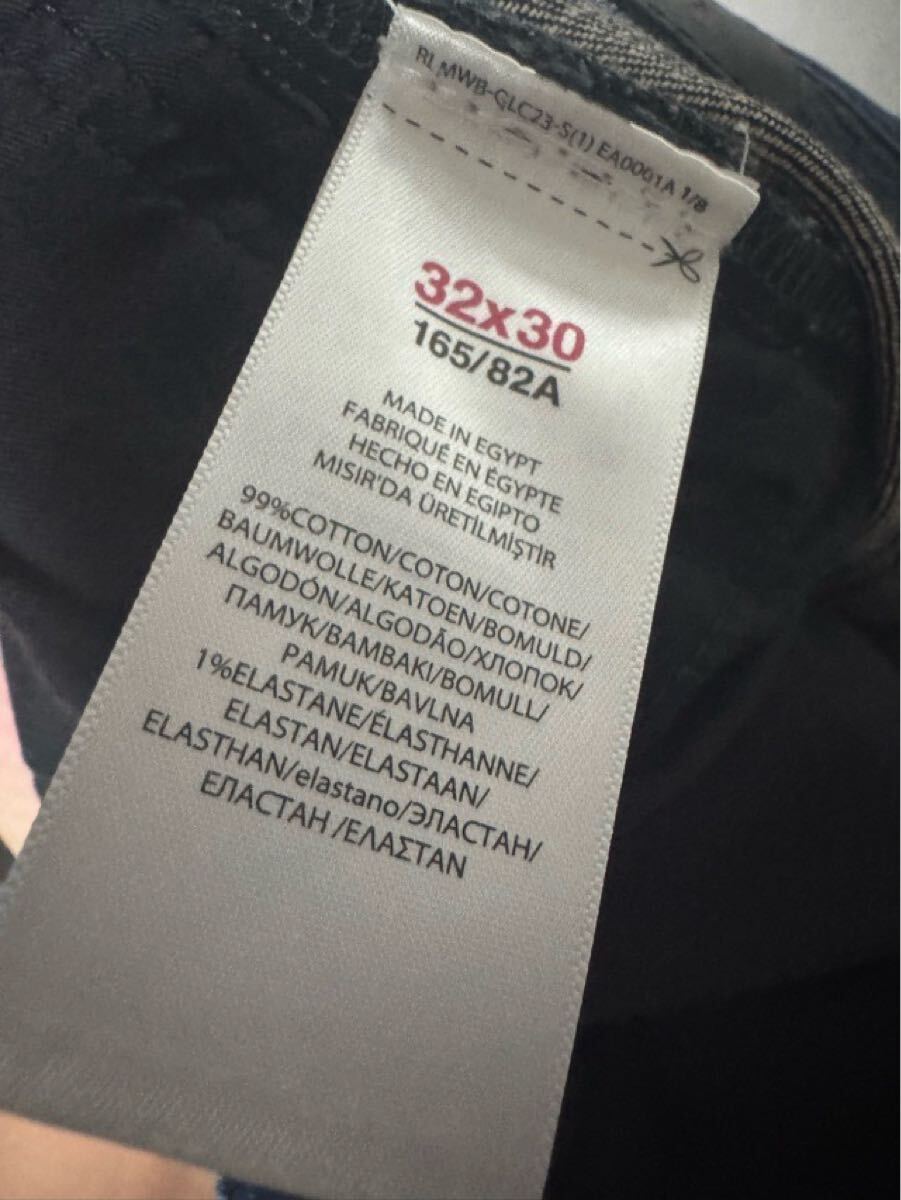 RLMWB-GLC23-S(1) EA0001A 1/8
32x30
165/82A
MADE IN EGYPT
FABRIQUÉ EN ÉGYPTE
HECHO EN EGIPTO
MISIR'DA ÜRETİLMİŞTİR
99%COTTON/COTON/COTONE/
BAUMWOLLE/KATOEN/BOMULD/
ALGODÓN/ALGODÃO/ХЛОПОК/
ПАМУК/BAMBAKI/BOMULL/
PAMUK/BAVLNA
1%ELASTANE/ÉLASTHANNE/
ELASTAN/ELASTAAN/
ELASTHAN/elastano/ЭЛАСТАН/
ЕЛАСТАН /ΕΛΑΣΤΑΝ